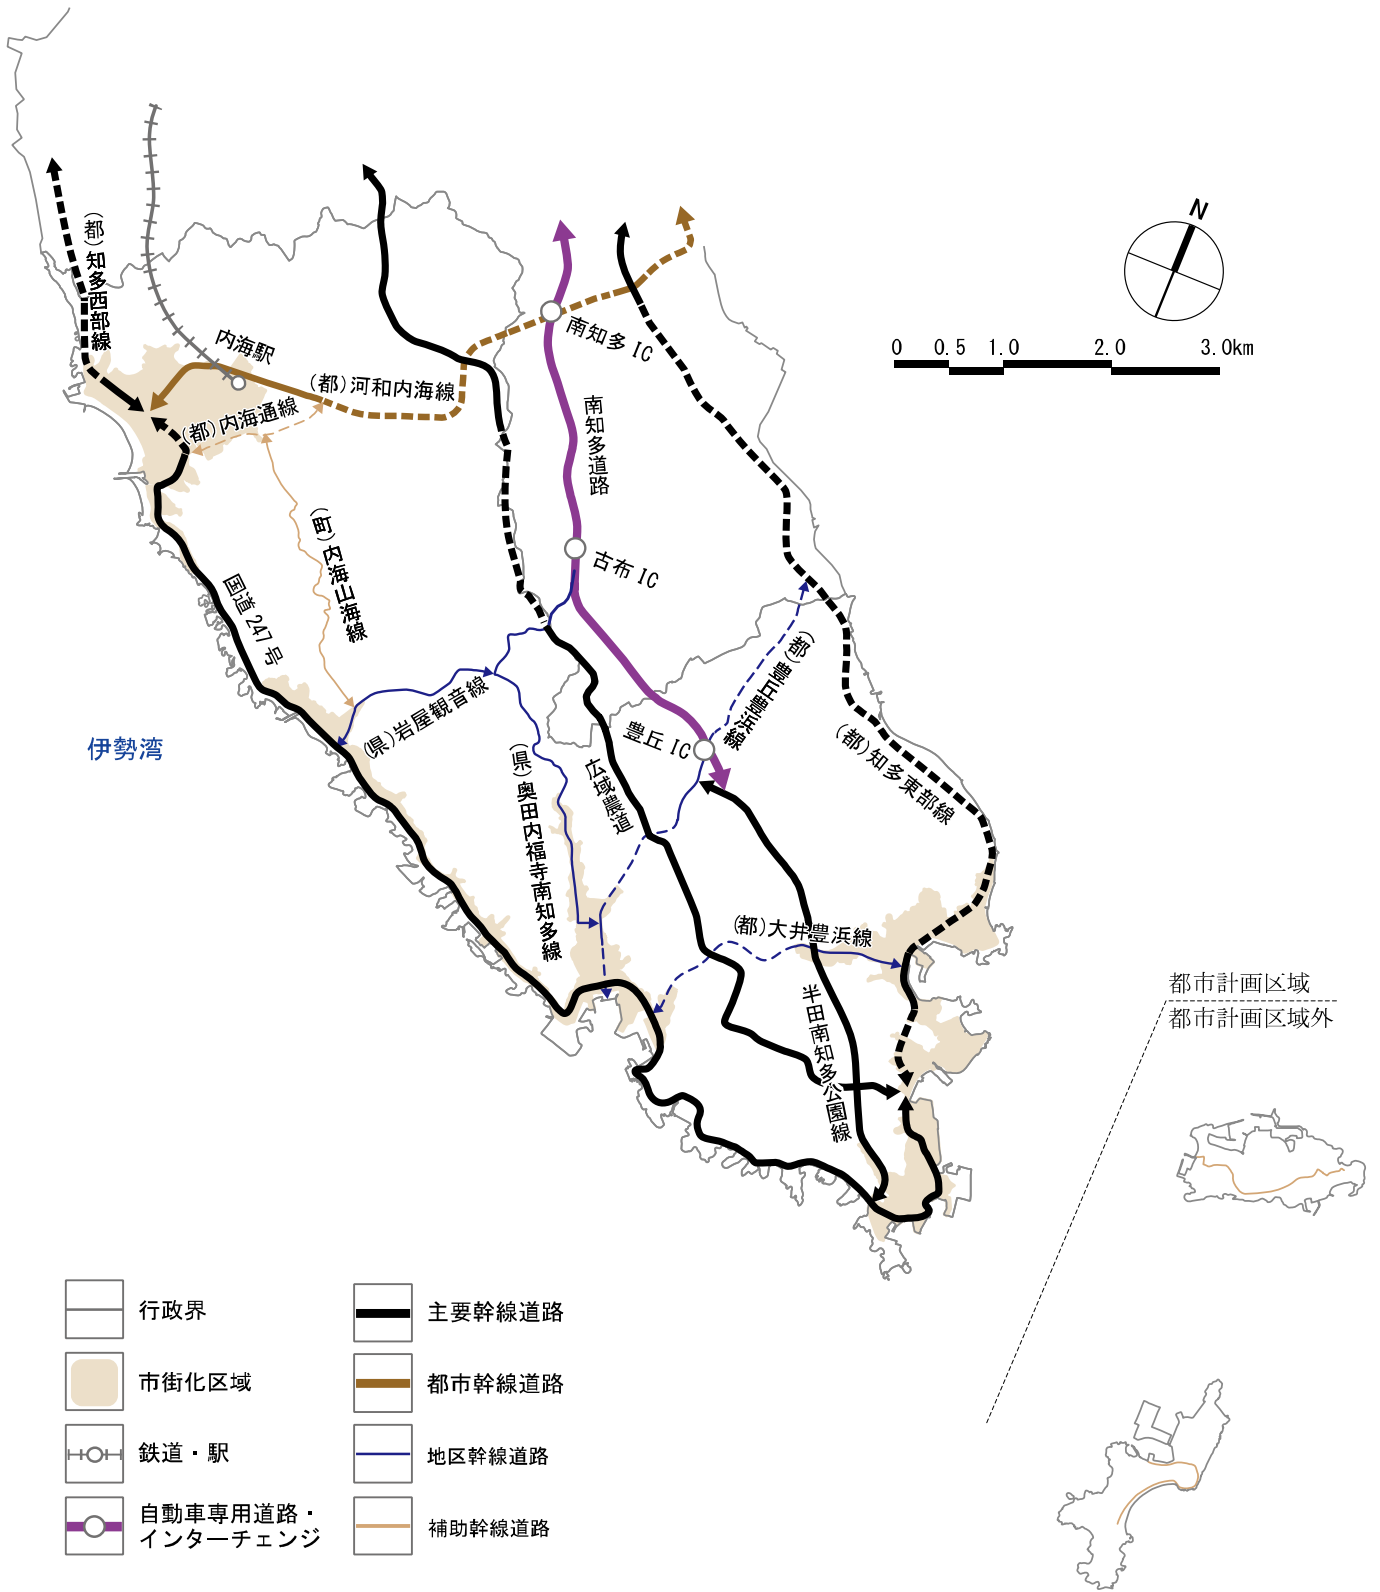 N
0 0.5 1.0 2.0 3.0km
(都)知多西部線
内海駅
(都)河和内海線
(都)内海通線
南知多 IC
南知多道路
(町)内海山海線
国道 247 号
古布 IC
(都)豊丘豊浜線
(県)岩屋観音線
豊丘 IC
伊勢湾
(県)奥田内福寺南知多線
広域農道
(都)知多東部線
(都)大井豊浜線
半田南知多公園線
都市計画区域
都市計画区域外
行政界
市街化区域
鉄道・駅
自動車専用道路・
インターチェンジ
主要幹線道路
都市幹線道路
地区幹線道路
補助幹線道路